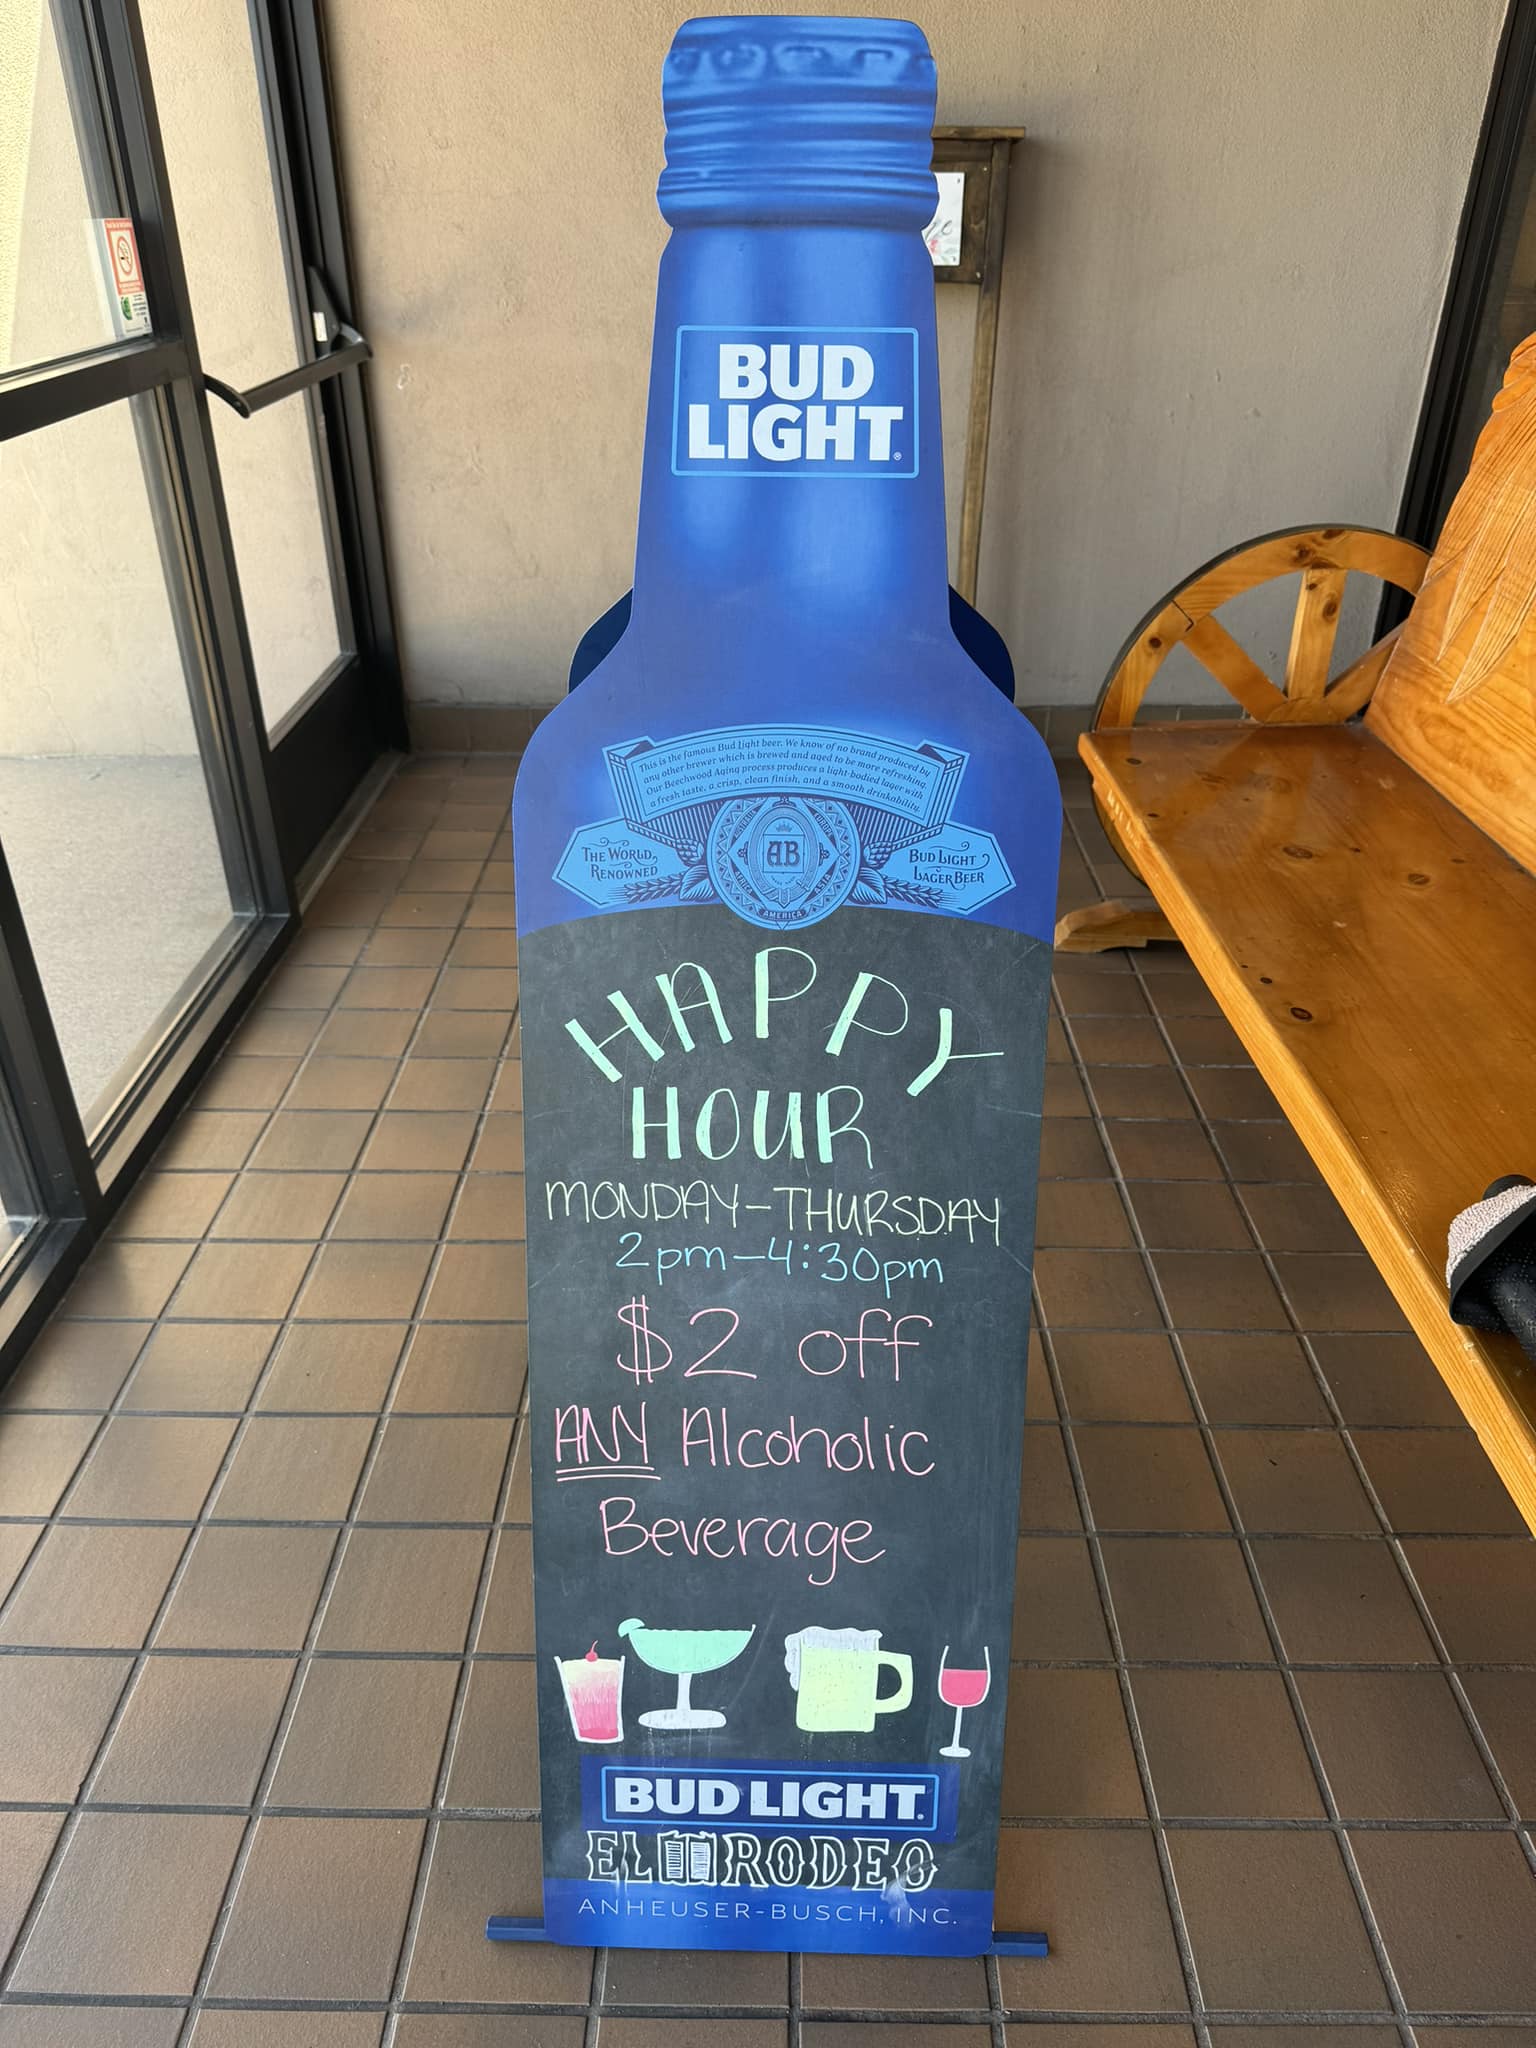 BUD
LIGHT®
This is the famous Bud Light beer. We know of no brand produced by
any other brewer which is brewed and aged to be more refreshing.
Our Beechwood Aging process produces a light-bodied lager with
a fresh taste, a crisp, clean finish, and a smooth drinkability.
THE WORLD
RENOWNED
AB
BUD LIGHT
LAGER BEER
AMERICA
HAPPY
HOUR
MONDAY-THURSDAY
2pm-4:30pm
$2 off
ANY Alcoholic
Beverage
BUD LIGHT®
EL RODEO
ANHEUSER-BUSCH, INC.